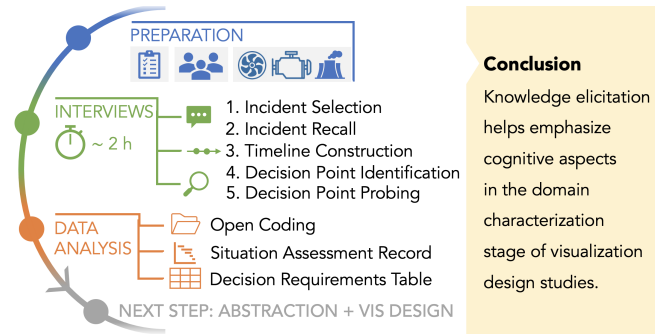 PREPARATION
INTERVIEWS
~ 2 h
1. Incident Selection
2. Incident Recall
3. Timeline Construction
4. Decision Point Identification
5. Decision Point Probing
DATA
ANALYSIS
Open Coding
Situation Assessment Record
Decision Requirements Table
NEXT STEP: ABSTRACTION + VIS DESIGN
Conclusion
Knowledge elicitation
helps emphasize
cognitive aspects
in the domain
characterization
stage of visualization
design studies.